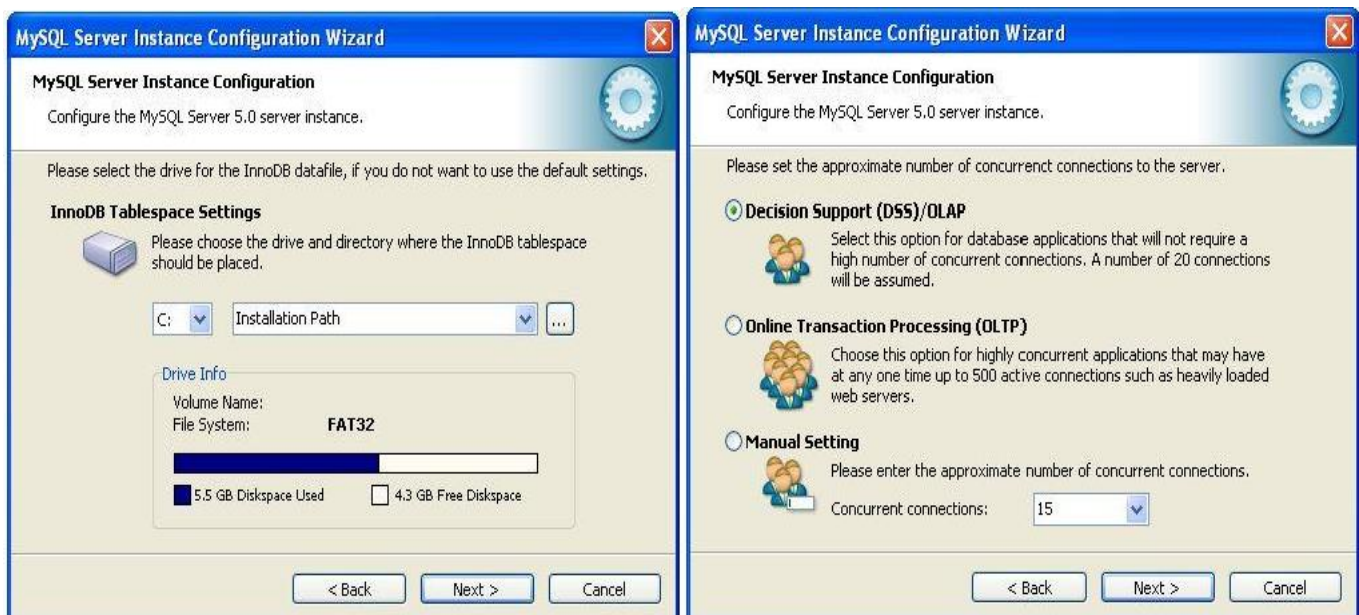 MySQL Server Instance Configuration Wizard
MySQL Server Instance Configuration
Configure the MySQL Server 5.0 server instance.
Please select the drive for the InnoDB datafile, if you do not want to use the default settings.
InnoDB Tablespace Settings
Please choose the drive and directory where the InnoDB tablespace
should be placed.
C:
Installation Path
...
Drive Info
Volume Name:
File System: FAT32
5.5 GB Diskspace Used
4.3 GB Free Diskspace
< Back
Next >
Cancel
MySQL Server Instance Configuration Wizard
MySQL Server Instance Configuration
Configure the MySQL Server 5.0 server instance.
Please set the approximate number of concurrenct connections to the server.
Decision Support (DSS)/OLAP
Select this option for database applications that will not require a
high number of concurrent connections. A number of 20 connections
will be assumed.
Online Transaction Processing (OLTP)
Choose this option for highly concurrent applications that may have
at any one time up to 500 active connections such as heavily loaded
web servers.
Manual Setting
Please enter the approximate number of concurrent connections.
Concurrent connections: 15
< Back
Next >
Cancel